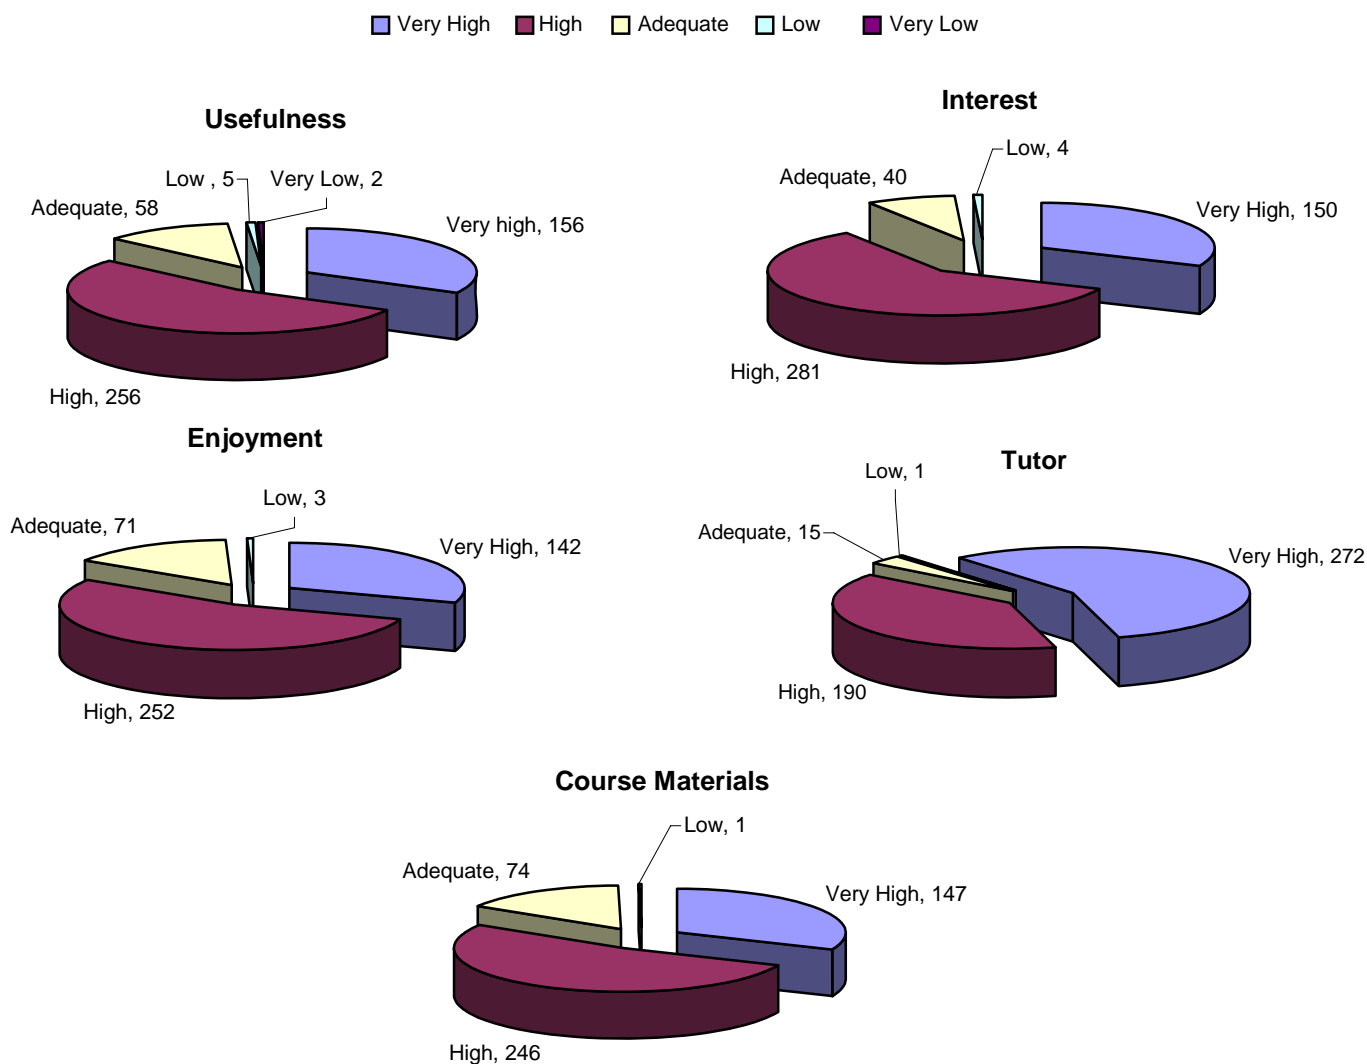 Very High High Adequate Low Very Low
Usefulness
Low , 5 Very Low, 2
Adequate, 58
Very high, 156
High, 256
Interest
Low, 4
Adequate, 40
Very High, 150
High, 281
Enjoyment
Low, 3
Adequate, 71
Very High, 142
High, 252
Tutor
Low, 1
Adequate, 15
Very High, 272
High, 190
Course Materials
Low, 1
Adequate, 74
Very High, 147
High, 246